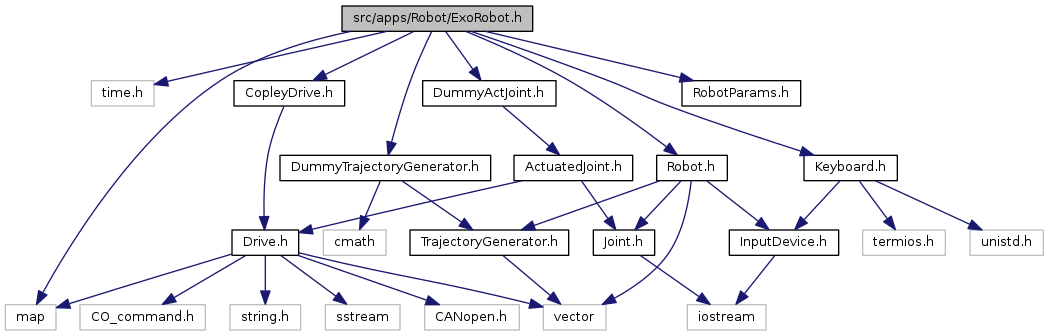 src/apps/Robot/ExoRobot.h
time.h
CopleyDrive.h
DummyActJoint.h
RobotParams.h
DummyTrajectoryGenerator.h
ActuatedJoint.h
Robot.h
Keyboard.h
Drive.h
cmath
TrajectoryGenerator.h
Joint.h
InputDevice.h
termios.h
unistd.h
map
CO_command.h
string.h
sstream
CANopen.h
vector
iostream